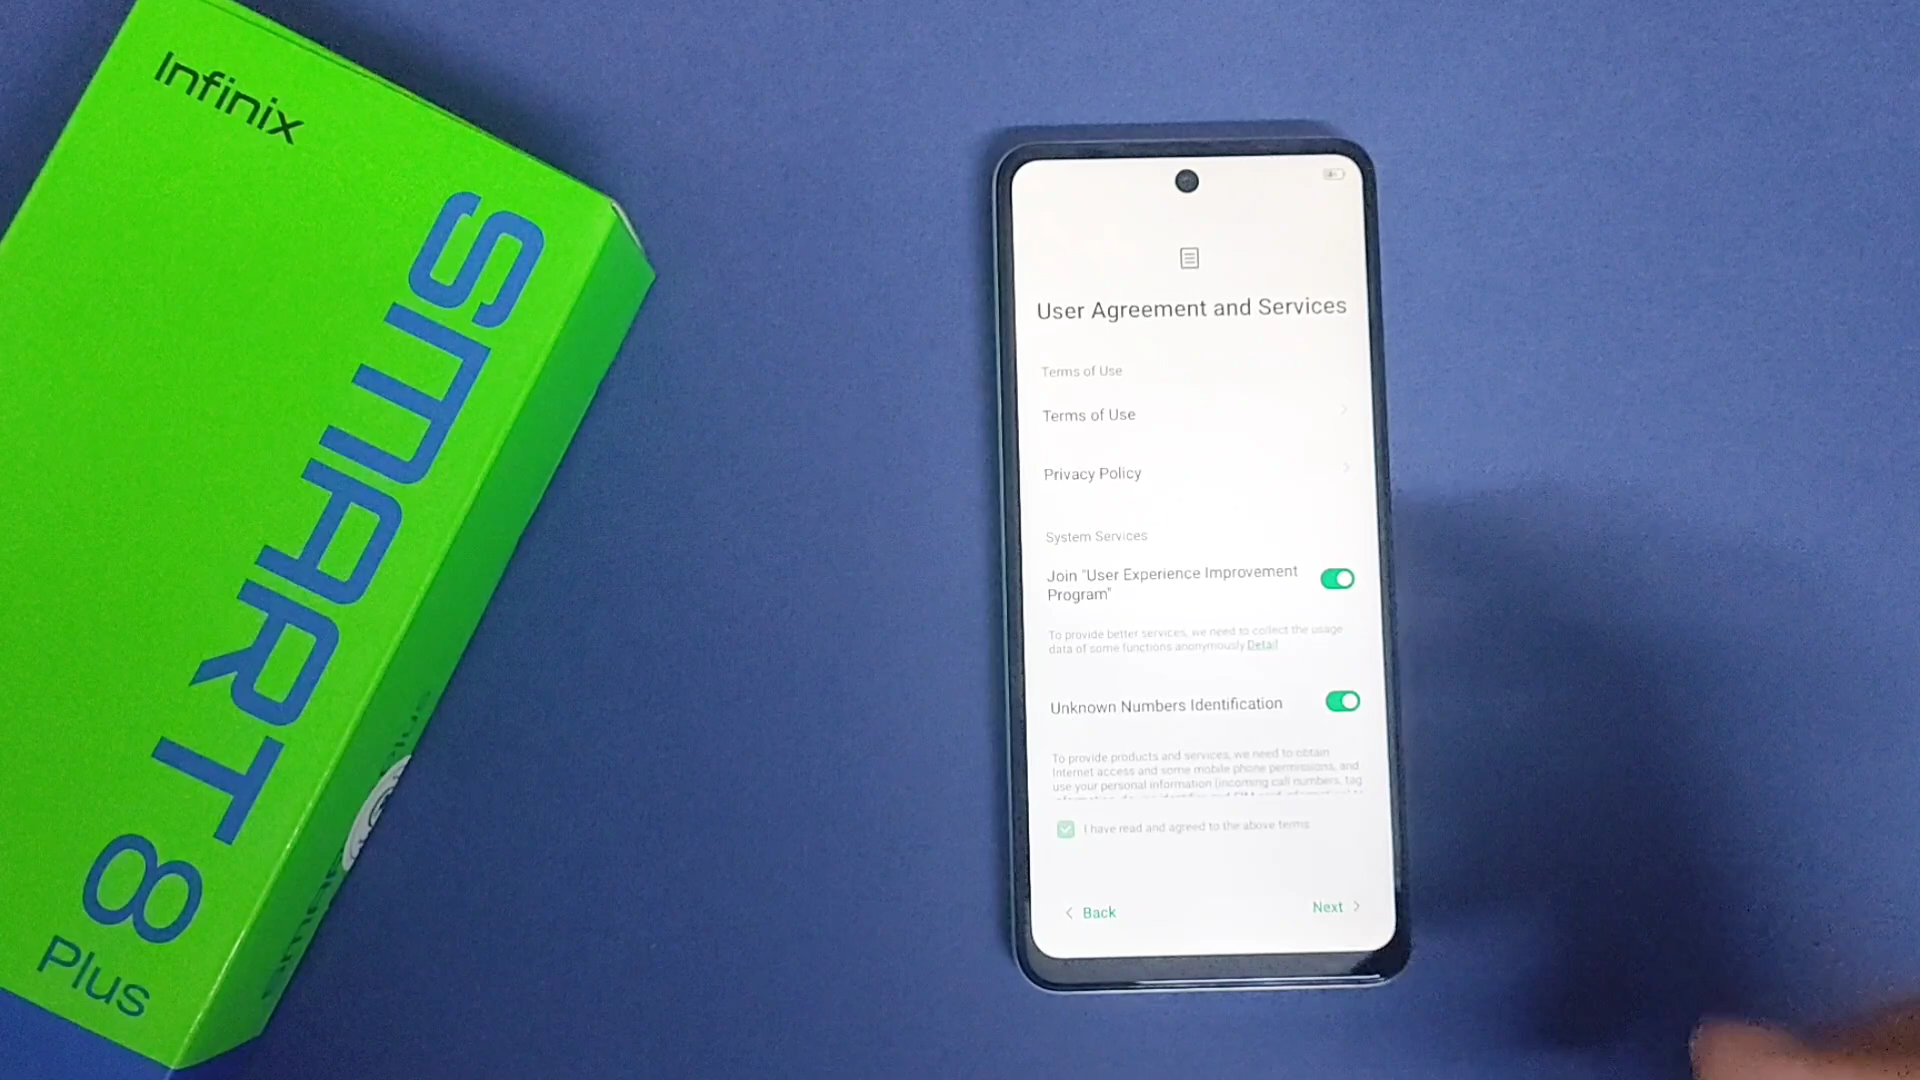 Infinix
SMART 8
Plus
User Agreement and Services
Terms of Use
Terms of Use
Privacy Policy
System Services
Join "User Experience Improvement
Program"
To provide better services, we need to collect the usage
data of some functions anonymously Detail
Unknown Numbers Identification
To provide products and services, we need to obtain
Internet access and some mobile phone permissions, and
use your personal information (incoming call numbers, tag
I have read and agreed to the above terms
Back
Next